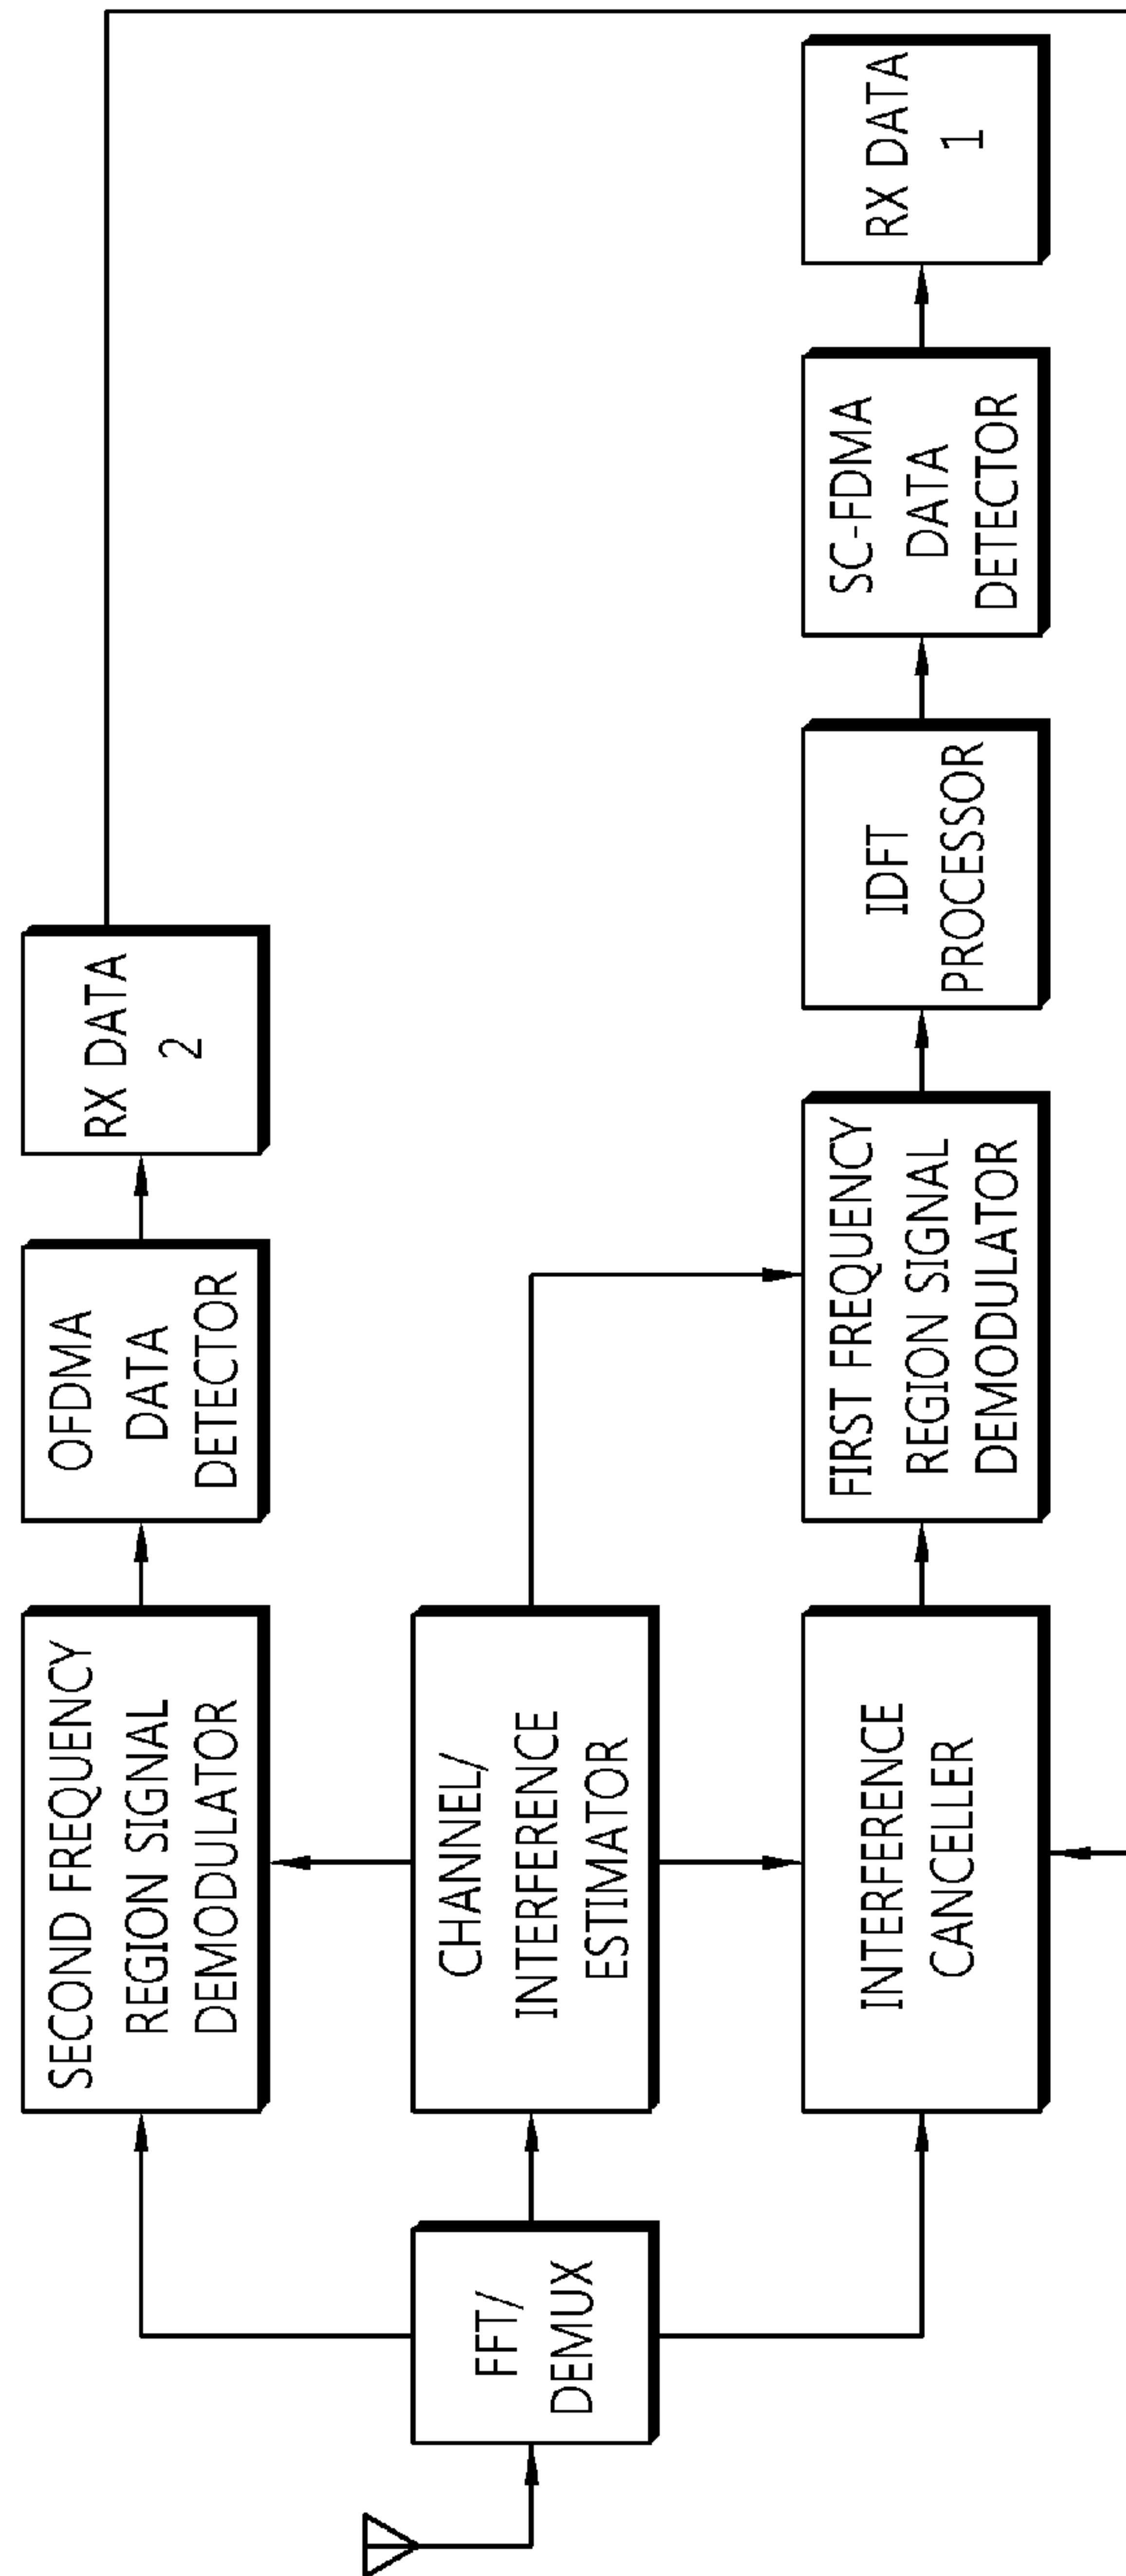 SECOND FREQUENCY
REGION SIGNAL
DEMODULATOR
OFDMA
DATA
DETECTOR
RX DATA
2
FFT/
DEMUX
CHANNEL/
INTERFERENCE
ESTIMATOR
INTERFERENCE
CANCELLER
FIRST FREQUENCY
REGION SIGNAL
DEMODULATOR
IDFT
PROCESSOR
SC-FDMA
DATA
DETECTOR
RX DATA
1